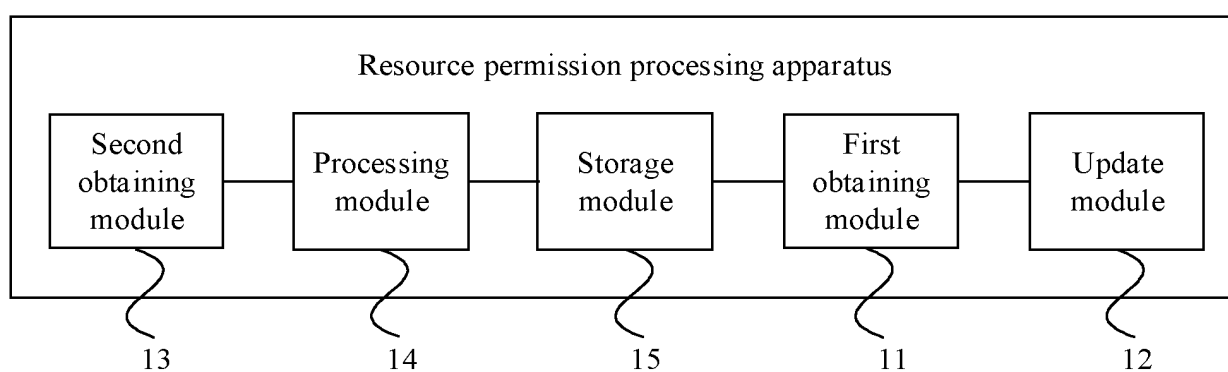 Resource permission processing apparatus
Second
obtaining
module
Processing
module
Storage
module
First
obtaining
module
Update
module
13
14
15
11
12